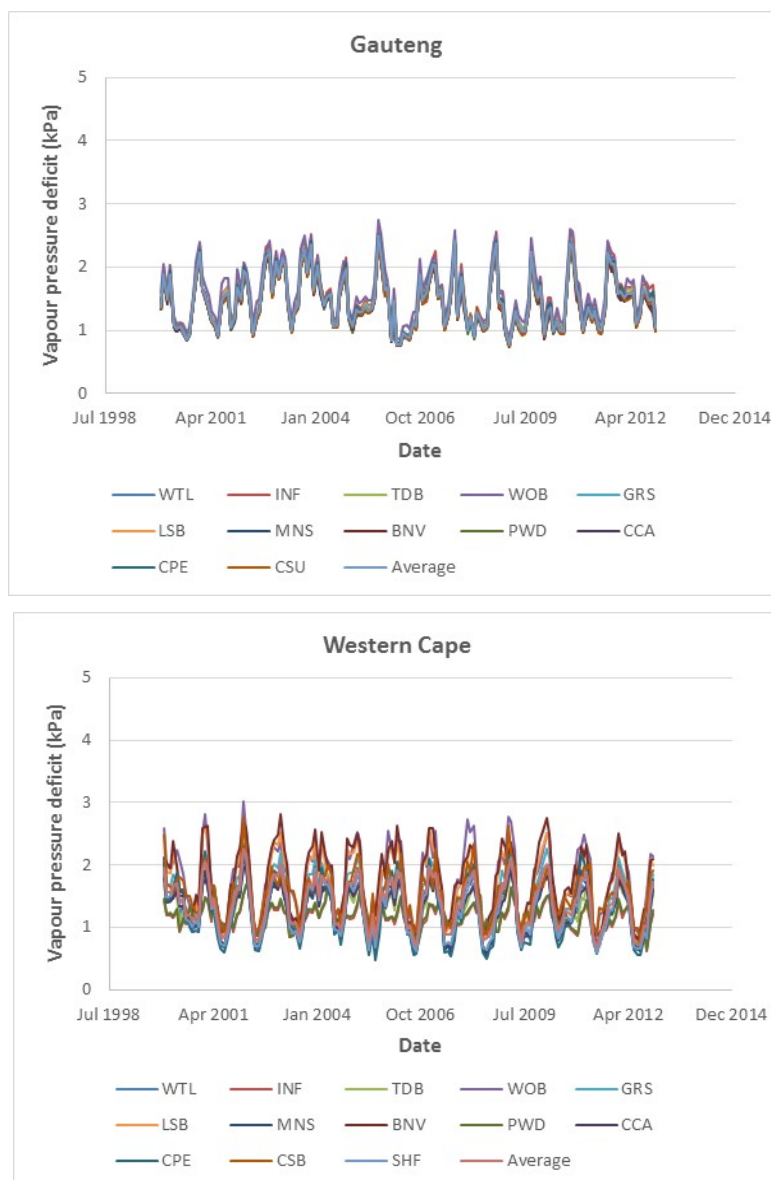 Gauteng
Vapour pressure deficit (kPa)
5
4
3
2
1
0
Jul 1998 Apr 2001 Jan 2004 Oct 2006 Jul 2009 Apr 2012 Dec 2014
Date
WTL INF TDB WOB GRS
LSB MNS BNV PWD CCA
CPE CSU Average
Western Cape
Vapour pressure deficit (kPa)
5
4
3
2
1
0
Jul 1998 Apr 2001 Jan 2004 Oct 2006 Jul 2009 Apr 2012 Dec 2014
Date
WTL INF TDB WOB GRS
LSB MNS BNV PWD CCA
CPE CSB SHF Average